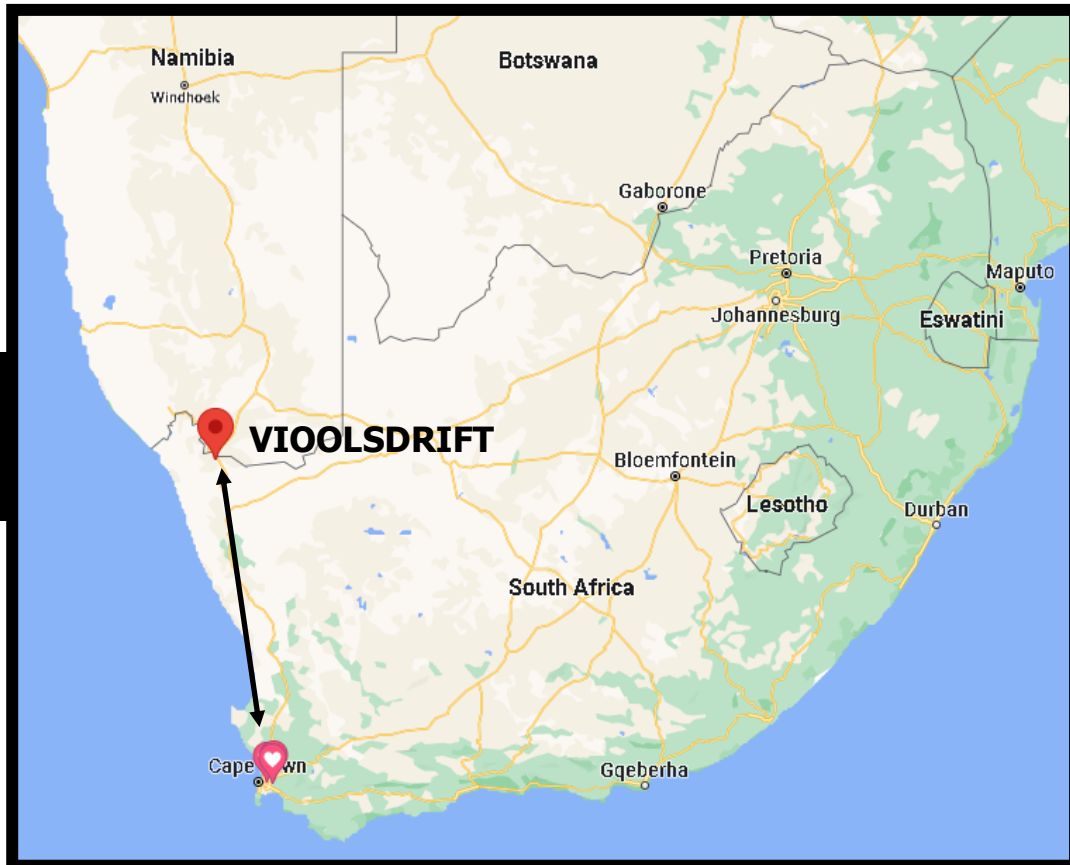 Namibia
Windhoek
Botswana
Gaborone
Pretoria
Johannesburg
Maputo
Eswatini
VIOOLSDRIFT
Bloemfontein
Lesotho
Durban
South Africa
Cape Town
Gqeberha